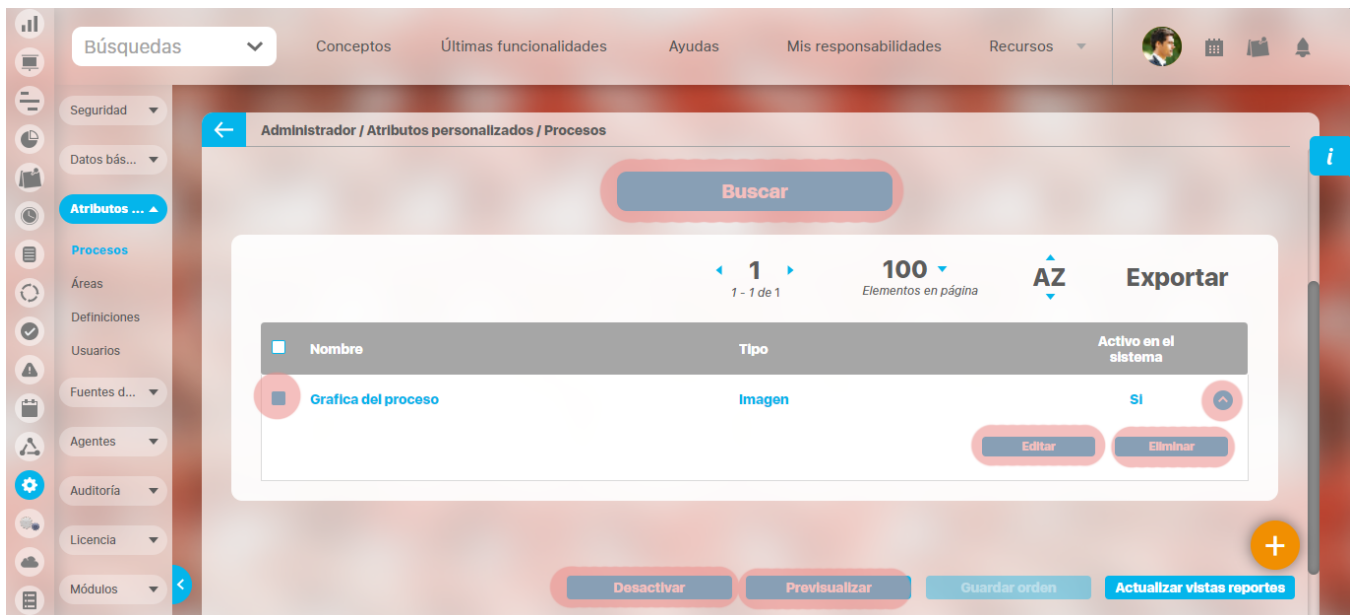 Búsquedas
Conceptos
Últimas funcionalidades
Ayudas
Mis responsabilidades
Recursos
Seguridad
Datos bás...
Atributos ...
Procesos
Áreas
Definiciones
Usuarios
Fuentes d...
Agentes
Auditoría
Licencia
Módulos
Administrador / Atributos personalizados / Procesos
i
Buscar
1
1 - 1 de 1
100
Elementos en página
AZ
Exportar
Nombre
Tipo
Activo en el
sistema
Grafica del proceso
Imagen
SI
Editar
Eliminar
+
Desactivar
Previsualizar
Guardar orden
Actualizar vistas reportes